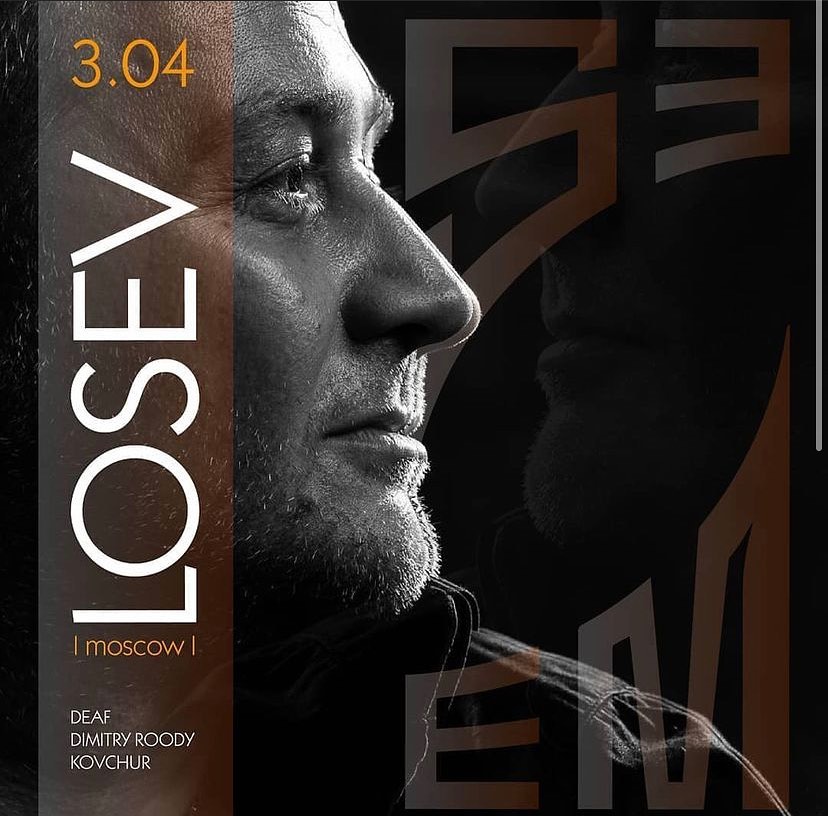 3.04
LOSEV
| moscow |
DEAF
DIMITRY ROODY
KOVCHUR